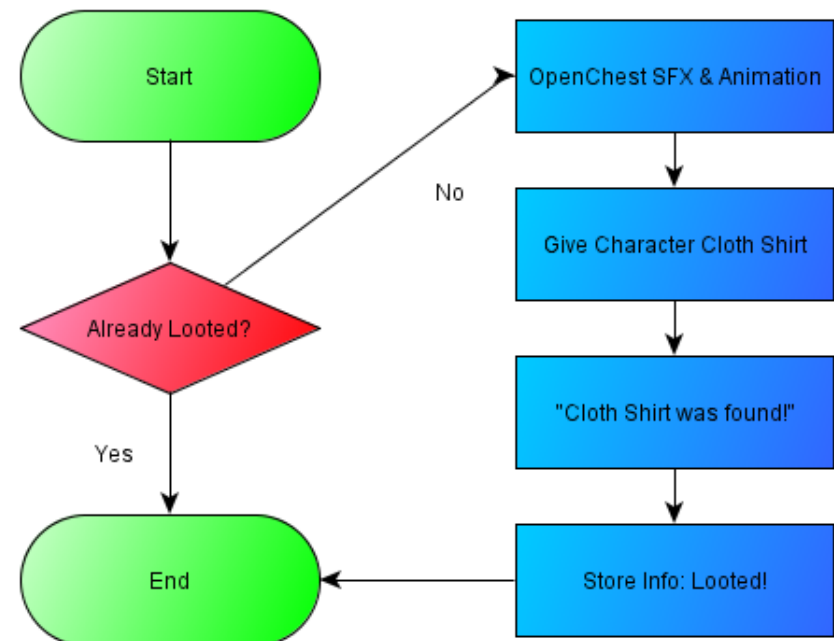 Start
OpenChest SFX & Animation
No
Give Character Cloth Shirt
Already Looted?
"Cloth Shirt was found!"
Yes
End
Store Info: Looted!